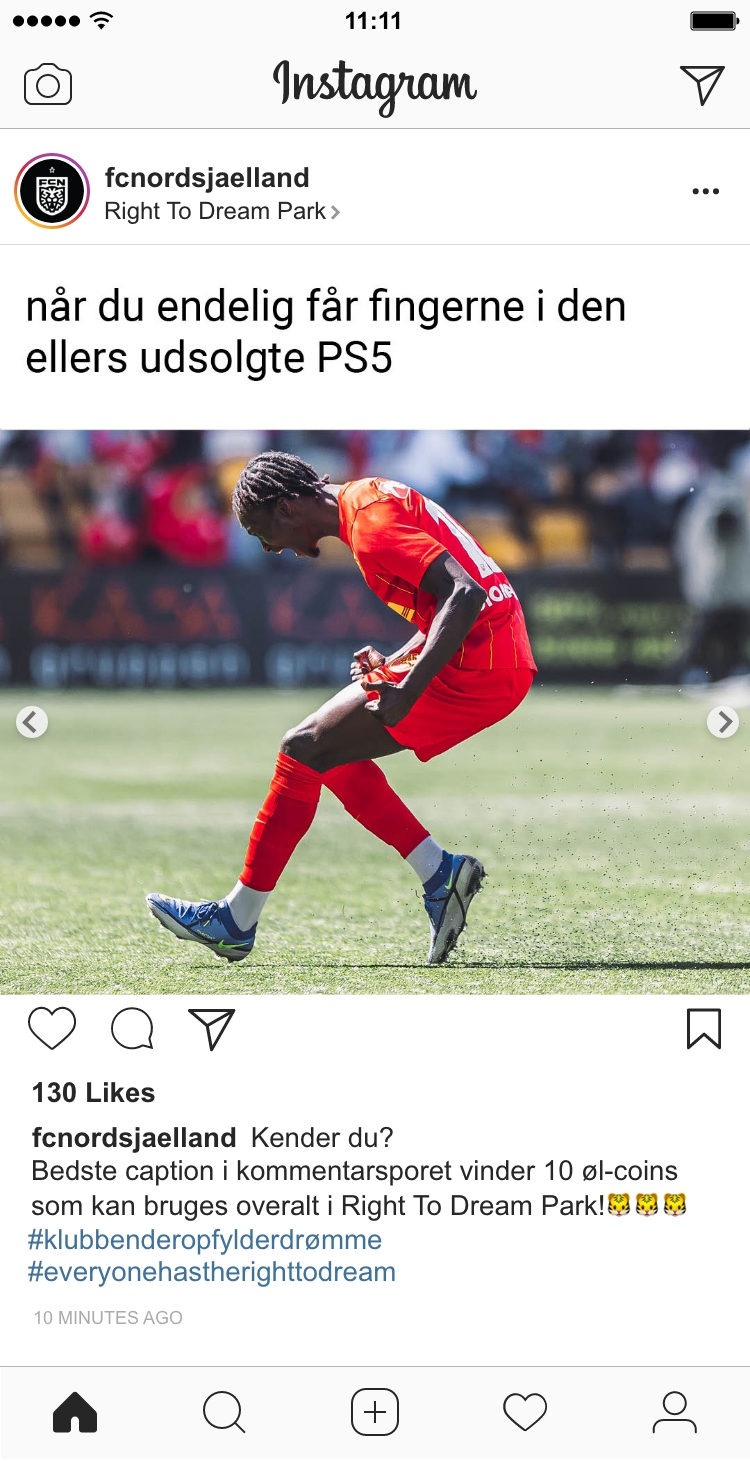 11:11
Instagram
FCN
fcnordsjaelland
Right To Dream Park
når du endelig får fingerne i den
ellers udsolgte PS5
130 Likes
fcnordsjaelland Kender du?
Bedste caption i kommentarsporet vinder 10 øl-coins
som kan bruges overalt i Right To Dream Park!🐯🐯🐯
#klubbenderopfylderdrømme
#everyonehastherighttodream
10 MINUTES AGO